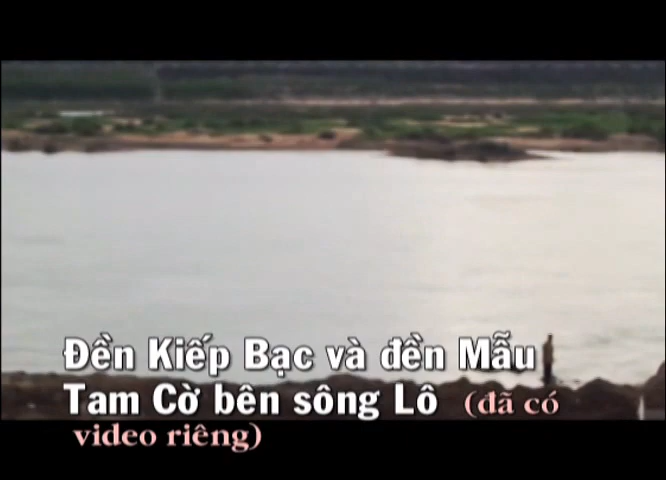 Đền Kiếp Bạc và đền Mẫu
Tam Cờ bên sông Lô (đã có
video riêng)